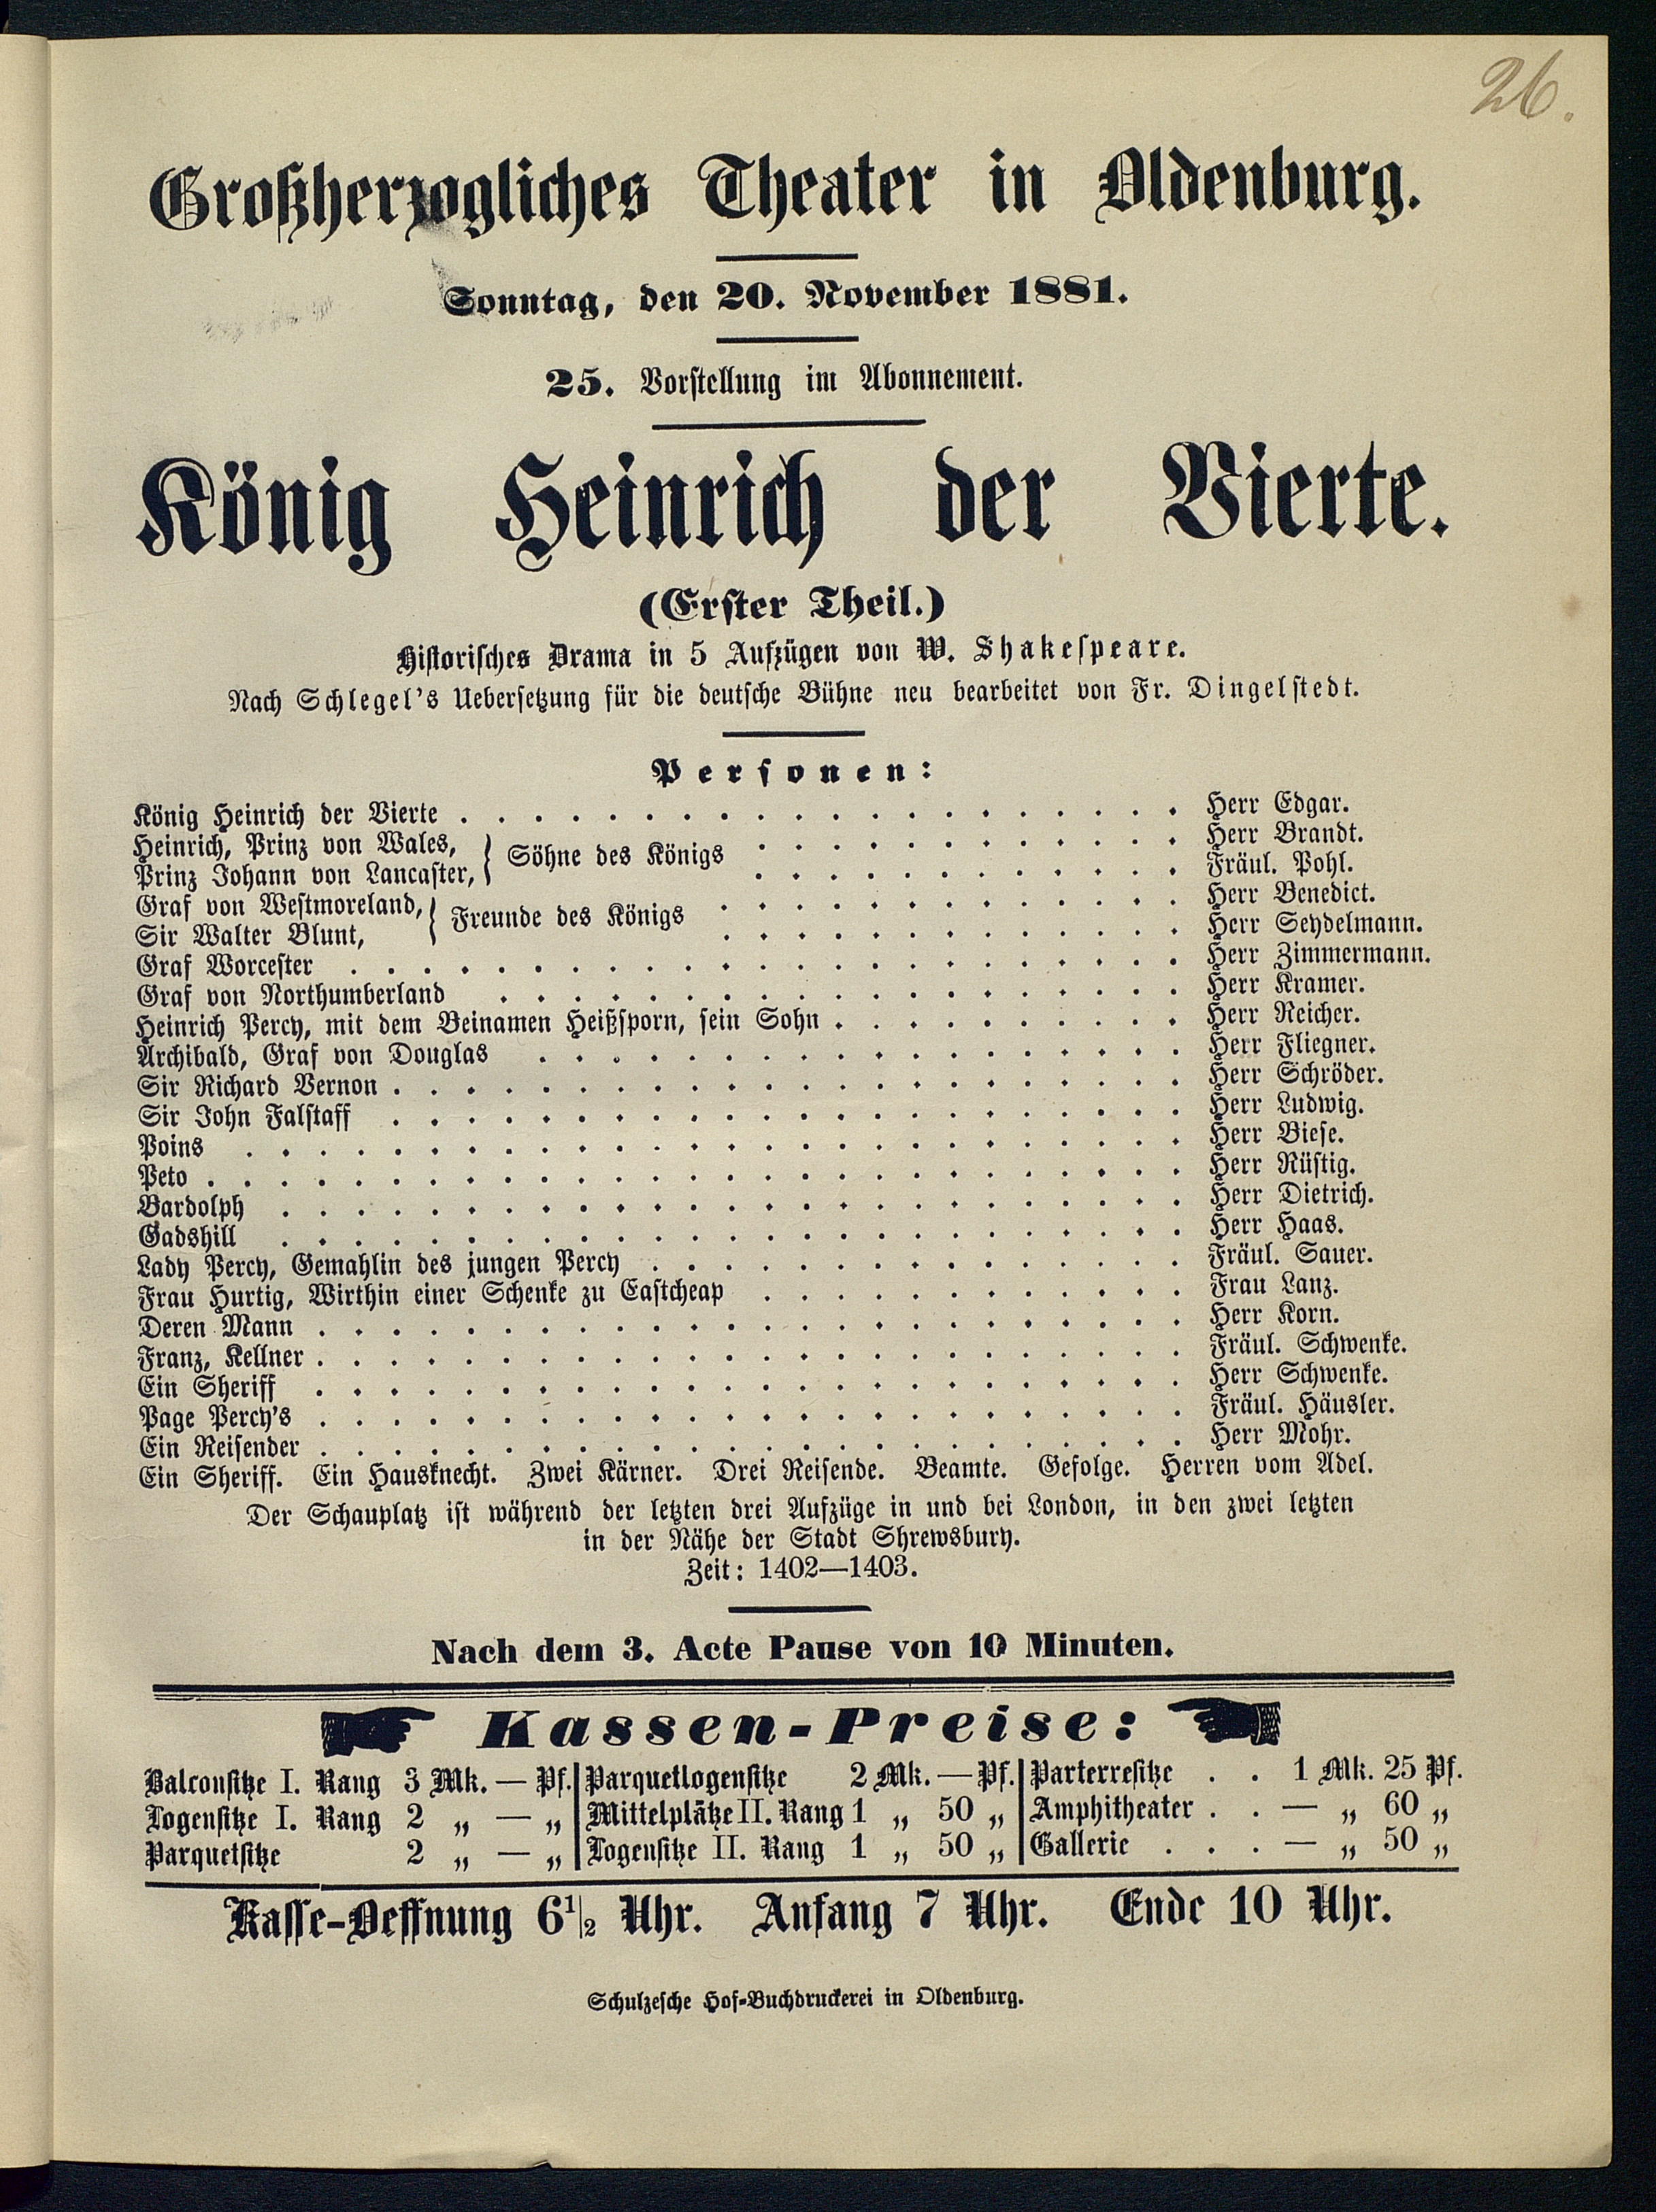 26.
Großherzogliches Theater in Oldenburg.
Sonntag, den 20. November 1881.
25. Vorstellung im Abonnement.
König Heinrich der Vierte.
(Erster Theil.)
Historisches Drama in 5 Aufzügen von W. Shakespeare.
Nach Schlegel's Uebersetzung für die deutsche Bühne neu bearbeitet von Fr. Dingelstedt.
Personen:
König Heinrich der Vierte . . . . . Herr Edgar.
Heinrich, Prinz von Wales, } Söhne des Königs . . . . . Herr Brandt.
Prinz Johann von Lancaster, } . . . . . Fräul. Pohl.
Graf von Westmoreland, } Freunde des Königs . . . . . Herr Benedict.
Sir Walter Blunt, } . . . . . Herr Seydelmann.
Graf Worcester . . . . . Herr Zimmermann.
Graf von Northumberland . . . . . Herr Kramer.
Heinrich Percy, mit dem Beinamen Heißsporn, sein Sohn . . . . . Herr Reicher.
Archibald, Graf von Douglas . . . . . Herr Fliegner.
Sir Richard Vernon . . . . . Herr Schröder.
Sir John Falstaff . . . . . Herr Ludwig.
Poins . . . . . Herr Biese.
Peto . . . . . Herr Rüstig.
Bardolph . . . . . Herr Dietrich.
Gadshill . . . . . Herr Haas.
Lady Percy, Gemahlin des jungen Percy . . . . . Fräul. Sauer.
Frau Hurtig, Wirthin einer Schenke zu Eastcheap . . . . . Frau Lanz.
Deren Mann . . . . . Herr Korn.
Franz, Kellner . . . . . Fräul. Schwenke.
Ein Sheriff . . . . . Herr Schwenke.
Page Percy's . . . . . Fräul. Häusler.
Ein Reisender . . . . . Herr Mohr.
Ein Sheriff. Ein Hausknecht. Zwei Kärner. Drei Reisende. Beamte. Gefolge. Herren vom Adel.
Der Schauplatz ist während der letzten drei Aufzüge in und bei London, in den zwei letzten
in der Nähe der Stadt Shrewsbury.
Zeit: 1402—1403.
Nach dem 3. Acte Pause von 10 Minuten.
Kassen-Preise:
Balconsitze I. Rang 3 Mk. — Pf. | Parquetlogensitze 2 Mk. — Pf. | Parterresitze . . 1 Mk. 25 Pf.
Logensitze I. Rang 2 „ — „ | Mittelplätze II. Rang 1 „ 50 „ | Amphitheater . . — „ 60 „
Parquetsitze 2 „ — „ | Logensitze II. Rang 1 „ 50 „ | Gallerie . . . — „ 50 „
Kasse-Oeffnung 6 1/2 Uhr. Anfang 7 Uhr. Ende 10 Uhr.
Schulzesche Hof-Buchdruckerei in Oldenburg.